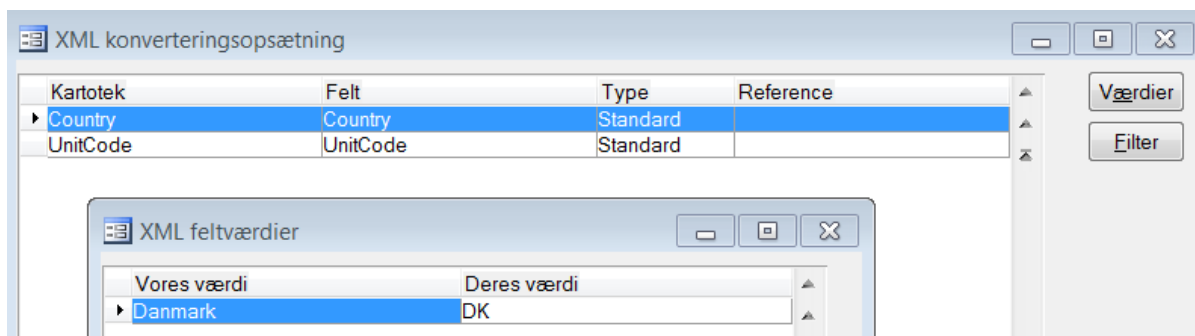 XML konverteringsopsætning
Kartotek Felt Type Reference
Værdier
Country Country Standard
UnitCode UnitCode Standard
Filter
XML feltværdier
Vores værdi Deres værdi
Danmark DK